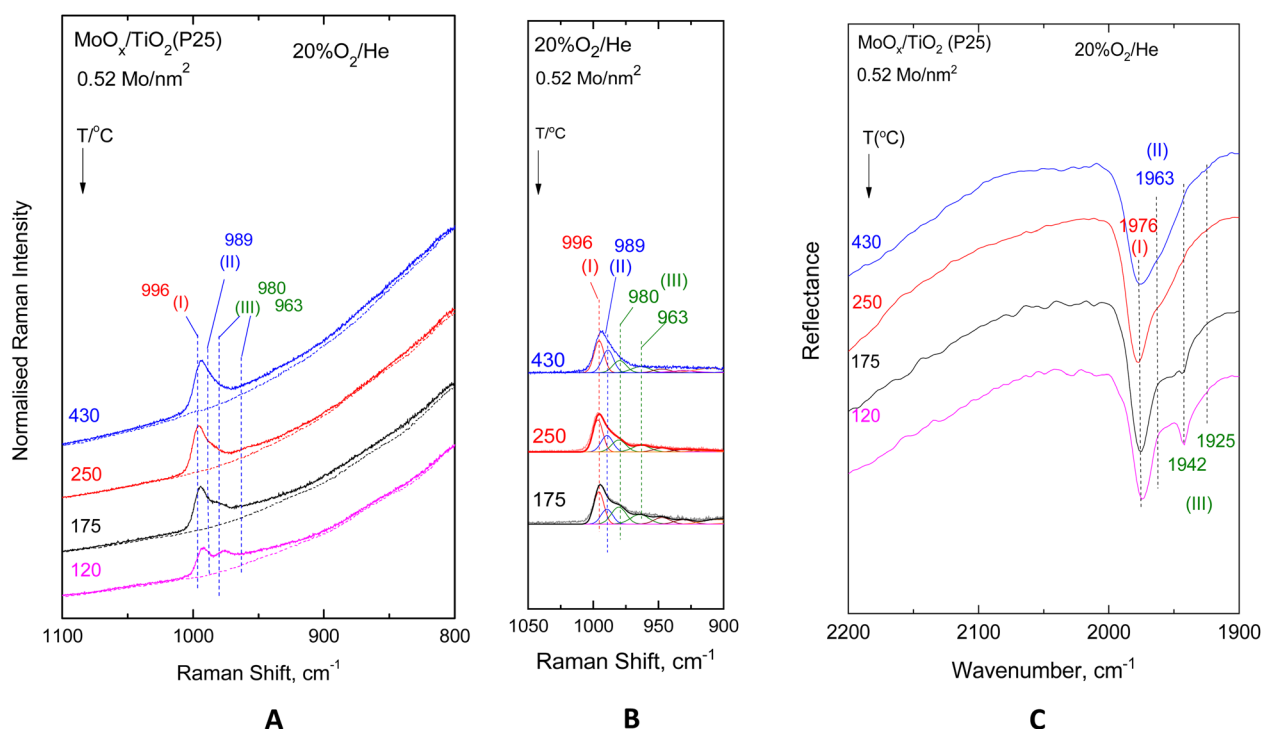 MoOx/TiO2(P25)
20%O2/He
0.52 Mo/nm2
T/oC
989
(II)
996
(I)
980
(III)
963
430
250
175
120
Normalised Raman Intensity
1100
1000
900
800
Raman Shift, cm-1
A
20%O2/He
0.52 Mo/nm2
T/oC
996
989
(I)
(II)
(III)
980
963
430
250
175
1050
1000
950
900
Raman Shift, cm-1
B
MoOx/TiO2 (P25)
20%O2/He
0.52 Mo/nm2
T(oC)
(II)
1963
1976
(I)
430
250
175
120
1925
1942
(III)
Reflectance
2200
2100
2000
1900
Wavenumber, cm-1
C